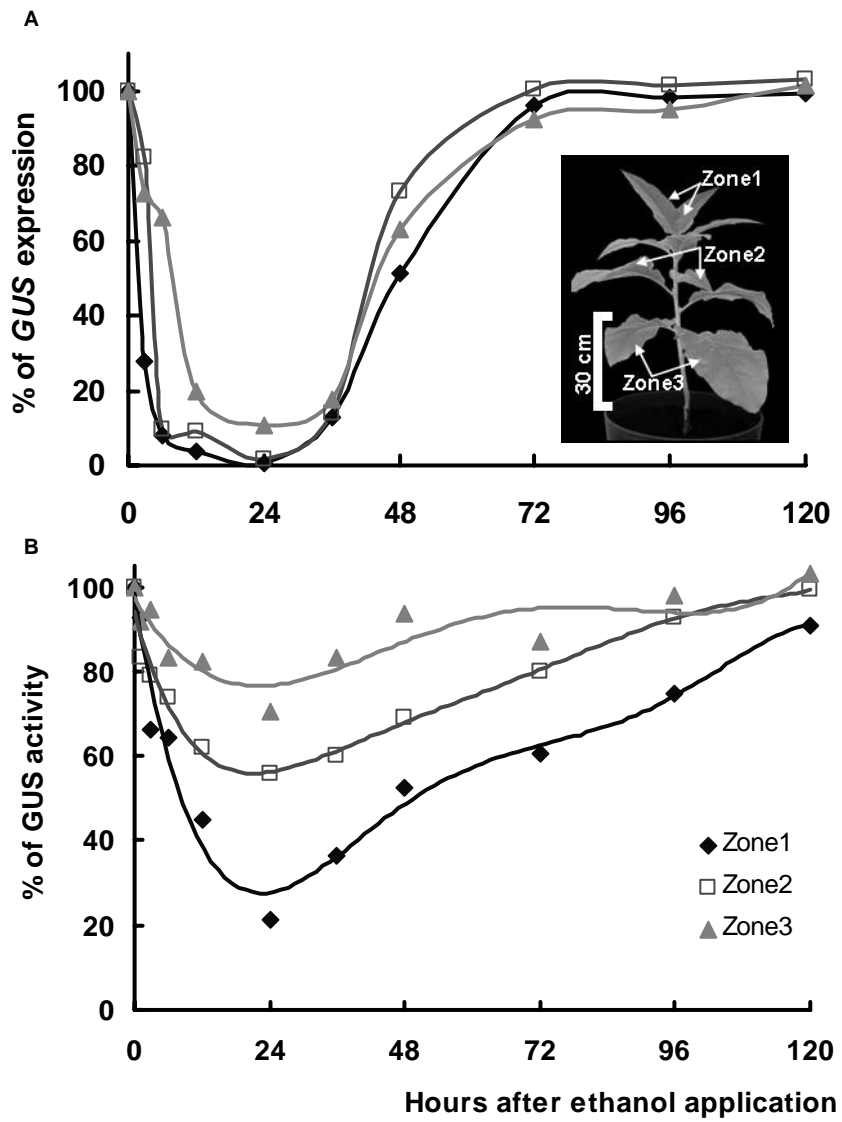 A
% of GUS expression
100
80
60
40
20
0
Zone1
Zone2
Zone3
30 cm
0 24 48 72 96 120
B
% of GUS activity
100
80
60
40
20
0
Zone1
Zone2
Zone3
0 24 48 72 96 120
Hours after ethanol application